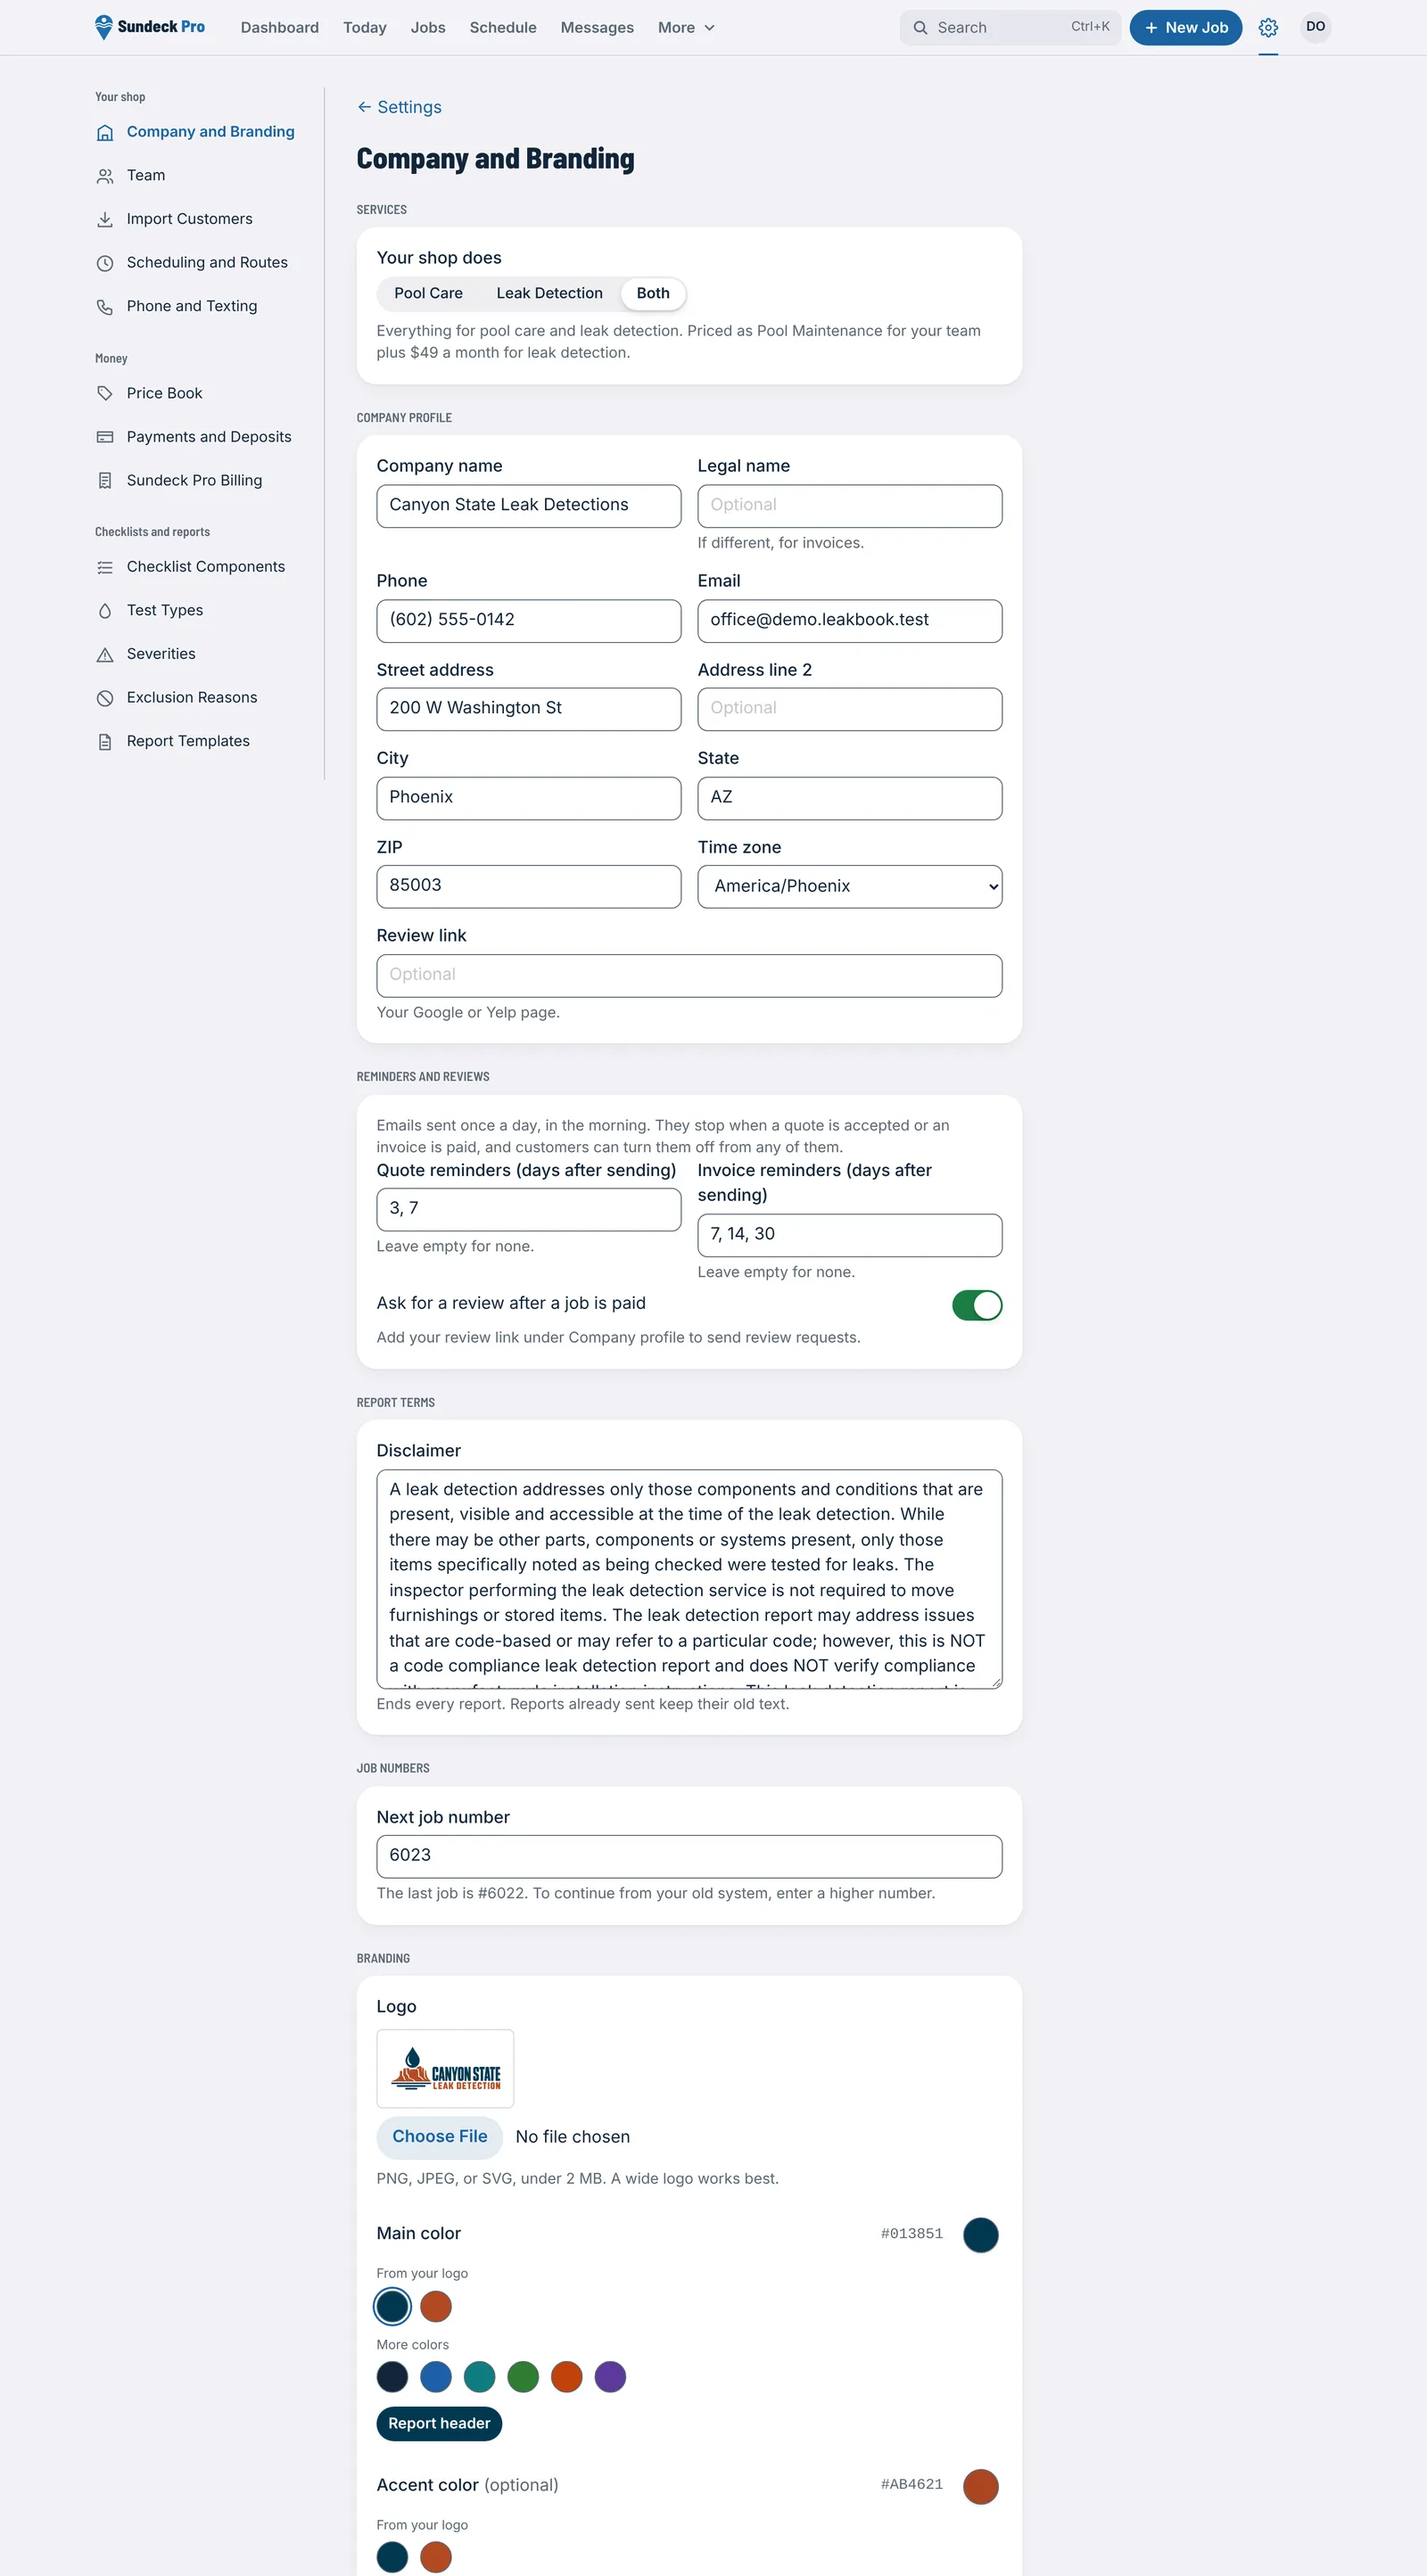 Sundeck Pro
Dashboard
Today
Jobs
Schedule
Messages
More
Search
Ctrl+K
+ New Job
DO
Your shop
Company and Branding
Team
Import Customers
Scheduling and Routes
Phone and Texting
Money
Price Book
Payments and Deposits
Sundeck Pro Billing
Checklists and reports
Checklist Components
Test Types
Severities
Exclusion Reasons
Report Templates
← Settings
Company and Branding
SERVICES
Your shop does
Pool Care
Leak Detection
Both
Everything for pool care and leak detection. Priced as Pool Maintenance for your team
plus $49 a month for leak detection.
COMPANY PROFILE
Company name
Canyon State Leak Detections
Legal name
Optional
If different, for invoices.
Phone
(602) 555-0142
Email
office@demo.leakbook.test
Street address
200 W Washington St
Address line 2
Optional
City
Phoenix
State
AZ
ZIP
85003
Time zone
America/Phoenix
Review link
Optional
Your Google or Yelp page.
REMINDERS AND REVIEWS
Emails sent once a day, in the morning. They stop when a quote is accepted or an
invoice is paid, and customers can turn them off from any of them.
Quote reminders (days after sending)
3, 7
Leave empty for none.
Invoice reminders (days after
sending)
7, 14, 30
Leave empty for none.
Ask for a review after a job is paid
Add your review link under Company profile to send review requests.
REPORT TERMS
Disclaimer
A leak detection addresses only those components and conditions that are
present, visible and accessible at the time of the leak detection. While
there may be other parts, components or systems present, only those
items specifically noted as being checked were tested for leaks. The
inspector performing the leak detection service is not required to move
furnishings or stored items. The leak detection report may address issues
that are code-based or may refer to a particular code; however, this is NOT
a code compliance leak detection report and does NOT verify compliance
Ends every report. Reports already sent keep their old text.
JOB NUMBERS
Next job number
6023
The last job is #6022. To continue from your old system, enter a higher number.
BRANDING
Logo
CANYON STATE
LEAK DETECTION
Choose File
No file chosen
PNG, JPEG, or SVG, under 2 MB. A wide logo works best.
Main color
#013851
From your logo
More colors
Report header
Accent color (optional)
#AB4621
From your logo